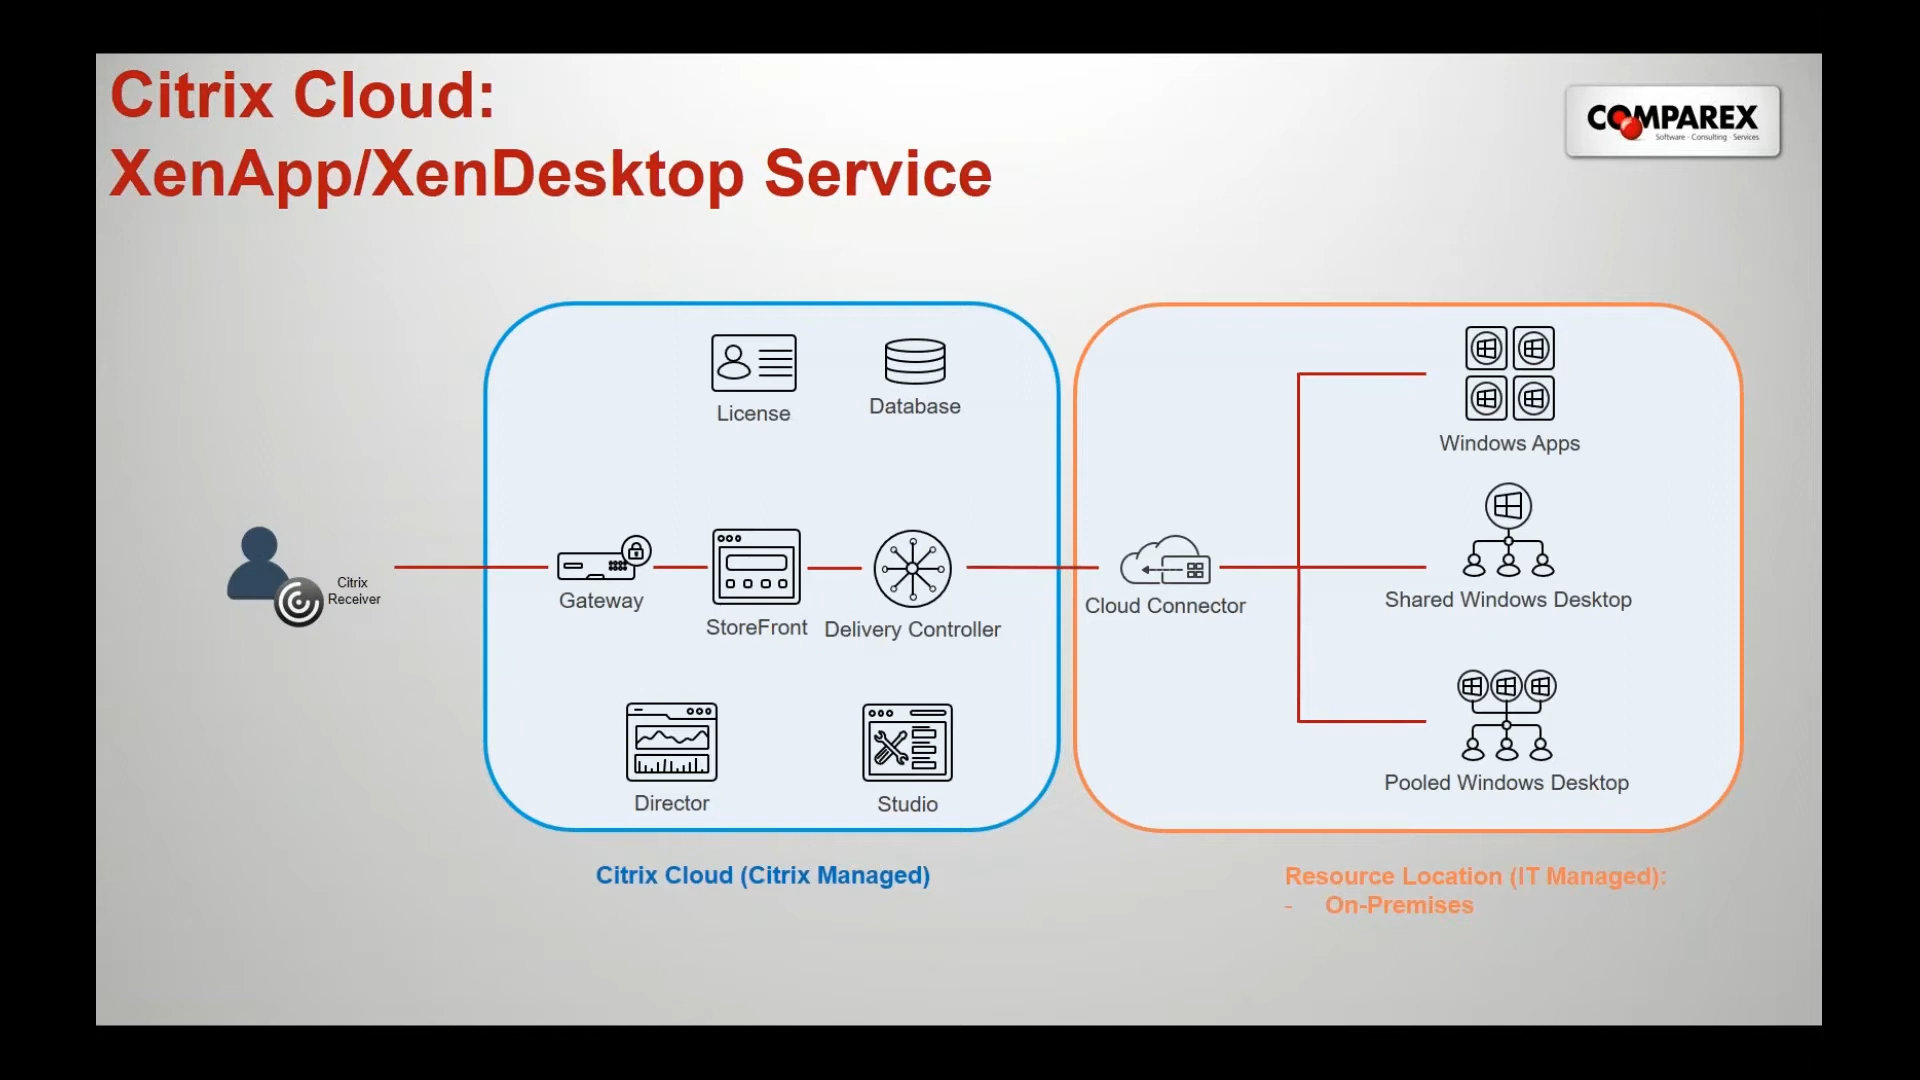 Citrix Cloud:
XenApp/XenDesktop Service
COMPAREX
Software · Consulting · Services
License
Database
Citrix
Receiver
Gateway
StoreFront
Delivery Controller
Director
Studio
Cloud Connector
Windows Apps
Shared Windows Desktop
Pooled Windows Desktop
Citrix Cloud (Citrix Managed)
Resource Location (IT Managed):
- On-Premises